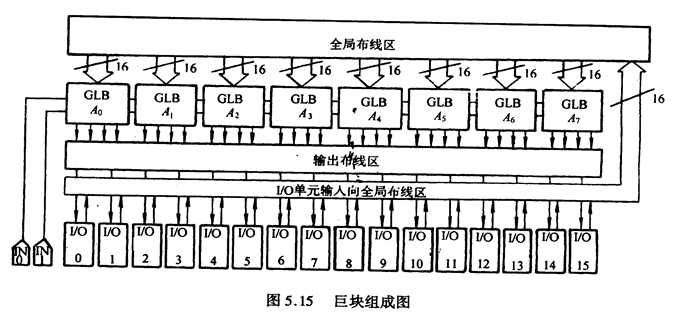 全局布线区
16 16 16 16 16 16 16 16
16
GLB GLB GLB GLB GLB GLB GLB GLB
A₀ A₁ A₂ A₃ A₄ A₅ A₆ A₇
输出布线区
I/O单元输入向全局布线区
I/O I/O I/O I/O I/O I/O I/O I/O I/O I/O I/O I/O I/O I/O I/O I/O
IN 0 IN 1 0 1 2 3 4 5 6 7 8 9 10 11 12 13 14 15
图 5.15 巨块组成图